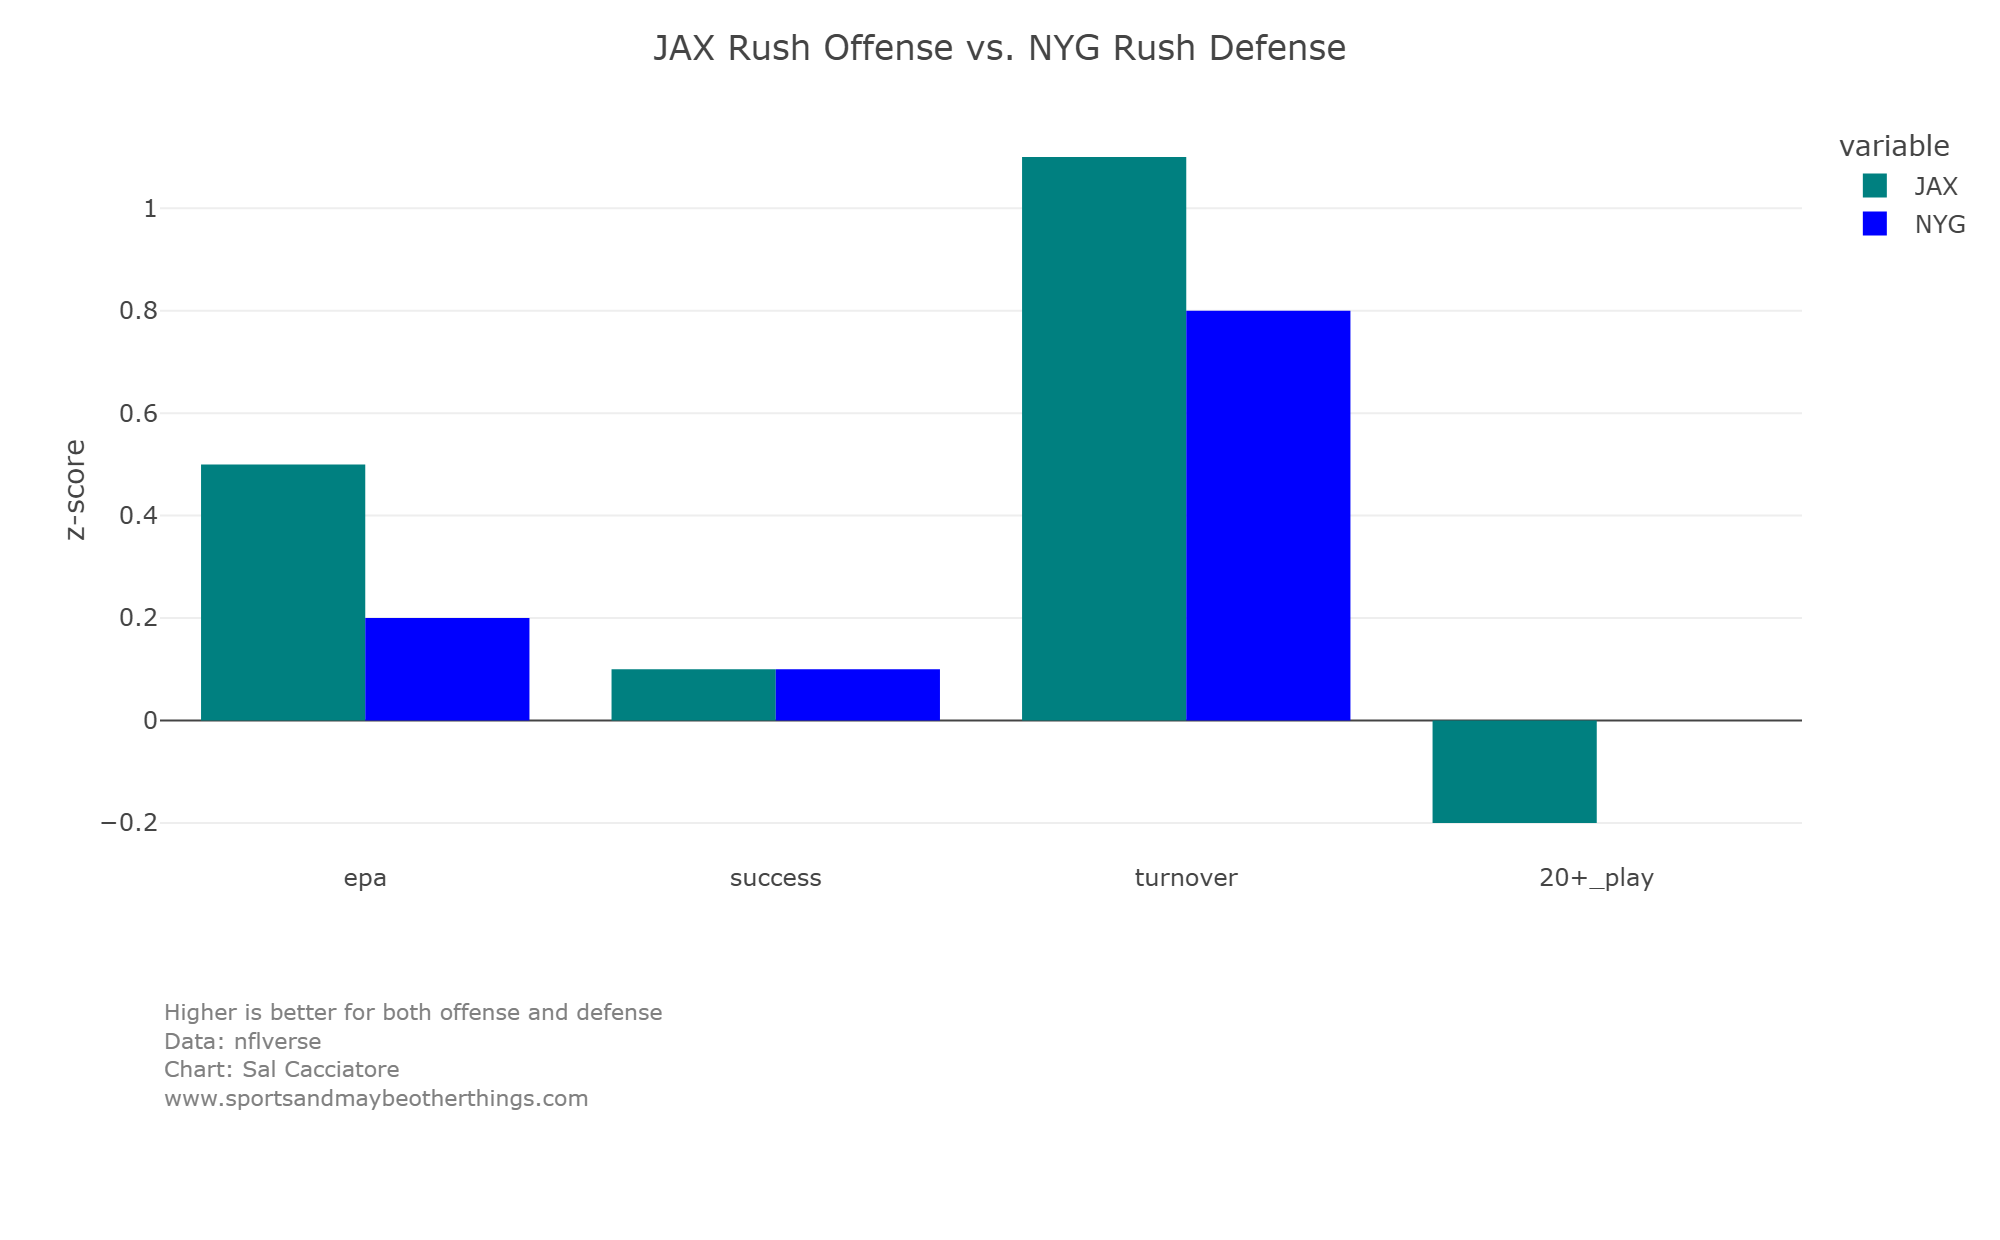 JAX Rush Offense vs. NYG Rush Defense
variable
JAX
NYG
1
0.8
0.6
0.4
0.2
0
−0.2
z-score
epa
success
turnover
20+_play
Higher is better for both offense and defense
Data: nflverse
Chart: Sal Cacciatore
www.sportsandmaybeotherthings.com